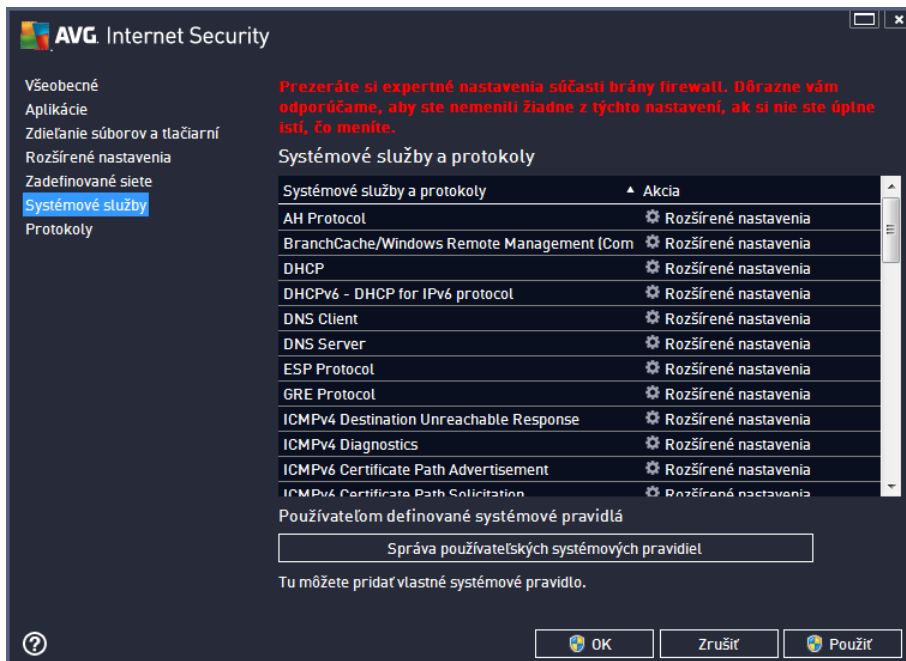 AVG. Internet Security
Všeobecné
Aplikácie
Zdieľanie súborov a tlačiarní
Rozšírené nastavenia
Zadefinované siete
Systémové služby
Protokoly
Prezeráte si expertné nastavenia súčasti brány firewall. Dôrazne vám
odporúčame, aby ste nemenili žiadne z týchto nastavení, ak si nie ste úplne
istí, čo meníte.
Systémové služby a protokoly
Systémové služby a protokoly Akcia
AH Protocol Rozšírené nastavenia
BranchCache/Windows Remote Management (Com Rozšírené nastavenia
DHCP Rozšírené nastavenia
DHCPv6 - DHCP for IPv6 protocol Rozšírené nastavenia
DNS Client Rozšírené nastavenia
DNS Server Rozšírené nastavenia
ESP Protocol Rozšírené nastavenia
GRE Protocol Rozšírené nastavenia
ICMPv4 Destination Unreachable Response Rozšírené nastavenia
ICMPv4 Diagnostics Rozšírené nastavenia
ICMPv6 Certificate Path Advertisement Rozšírené nastavenia
ICMPv6 Certificate Path Solicitation Rozšírené nastavenia
Používateľom definované systémové pravidlá
Správa používateľských systémových pravidiel
Tu môžete pridať vlastné systémové pravidlo.
? OK Zrušiť Použiť